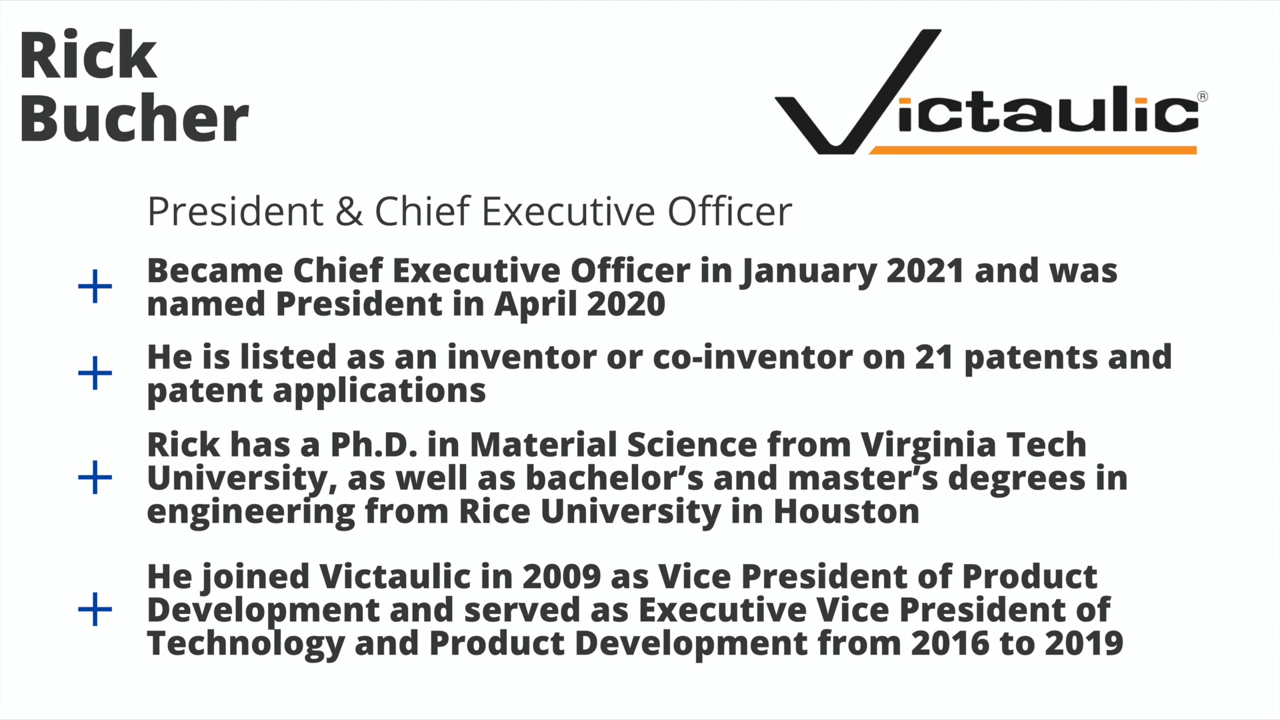 Rick
Bucher
Victaulic®
President & Chief Executive Officer
Became Chief Executive Officer in January 2021 and was
named President in April 2020
He is listed as an inventor or co-inventor on 21 patents and
patent applications
Rick has a Ph.D. in Material Science from Virginia Tech
University, as well as bachelor’s and master’s degrees in
engineering from Rice University in Houston
He joined Victaulic in 2009 as Vice President of Product
Development and served as Executive Vice President of
Technology and Product Development from 2016 to 2019